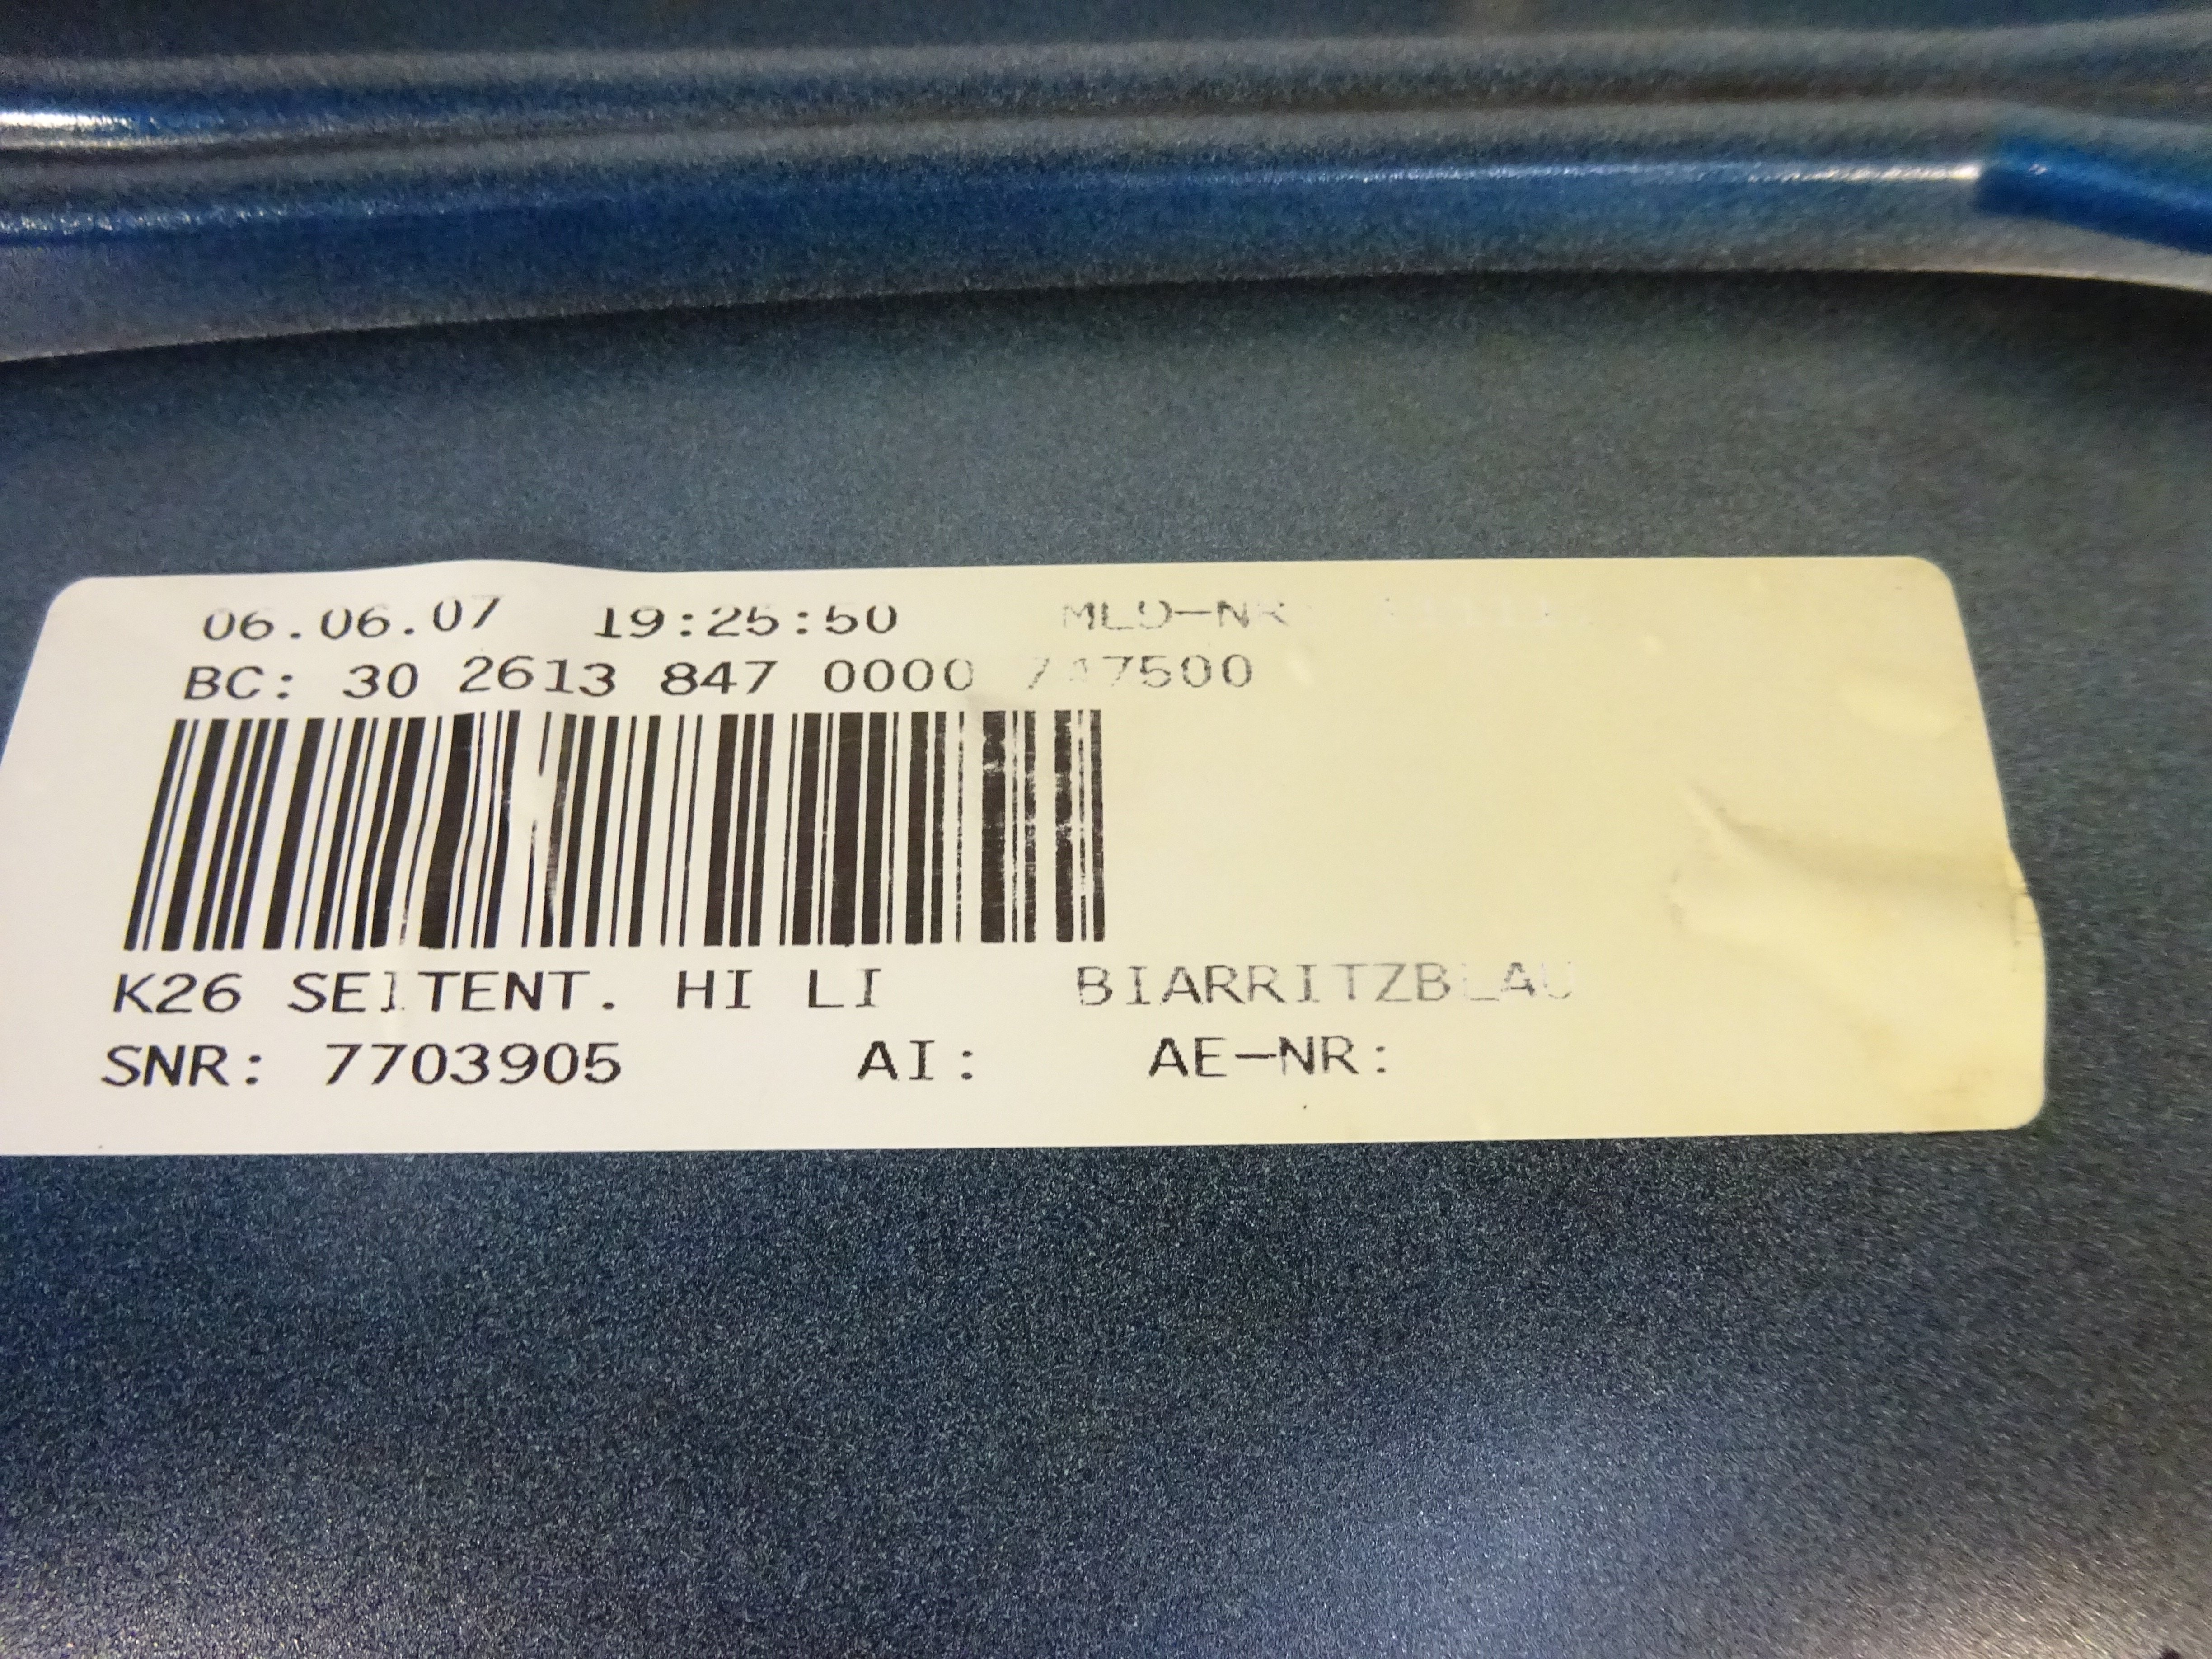 06.06.07 19:25:50 MLD-NR
BC: 30 2613 847 0000
K26 SEITENT. HI LI BIARRITZBLAU
SNR: 7703905 AI: AE-NR: